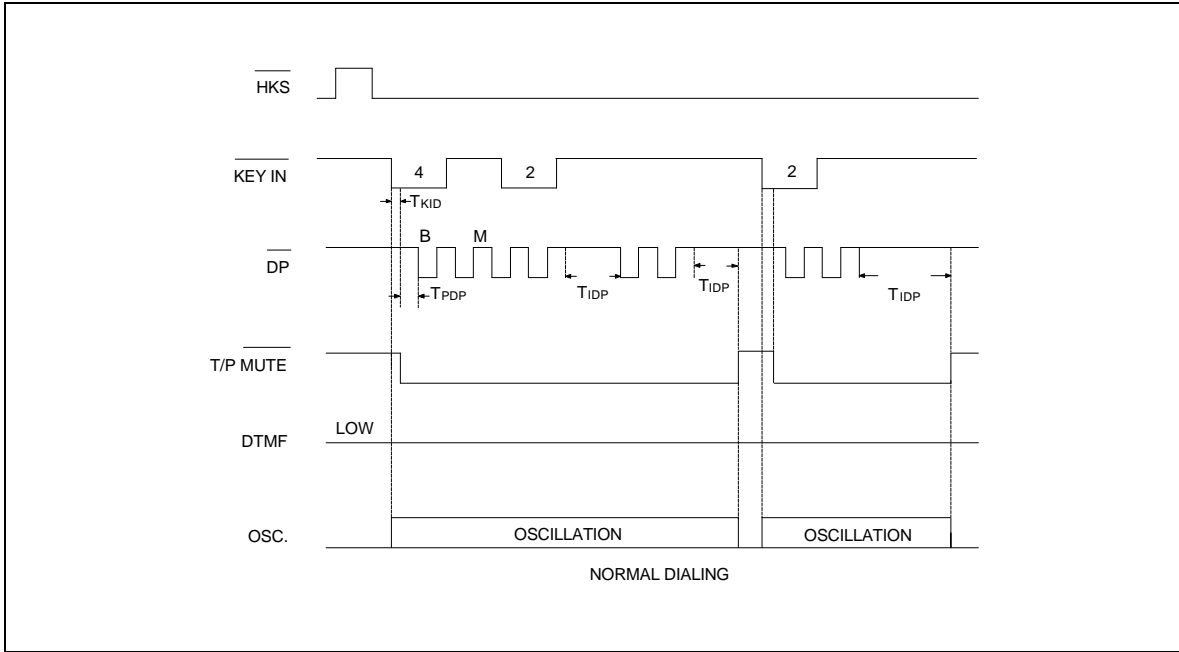 HKS
KEY IN
4
2
2
TKID
B
M
DP
TPDP
TIDP
TIDP
TIDP
T/P MUTE
LOW
DTMF
OSC.
OSCILLATION
OSCILLATION
NORMAL DIALING